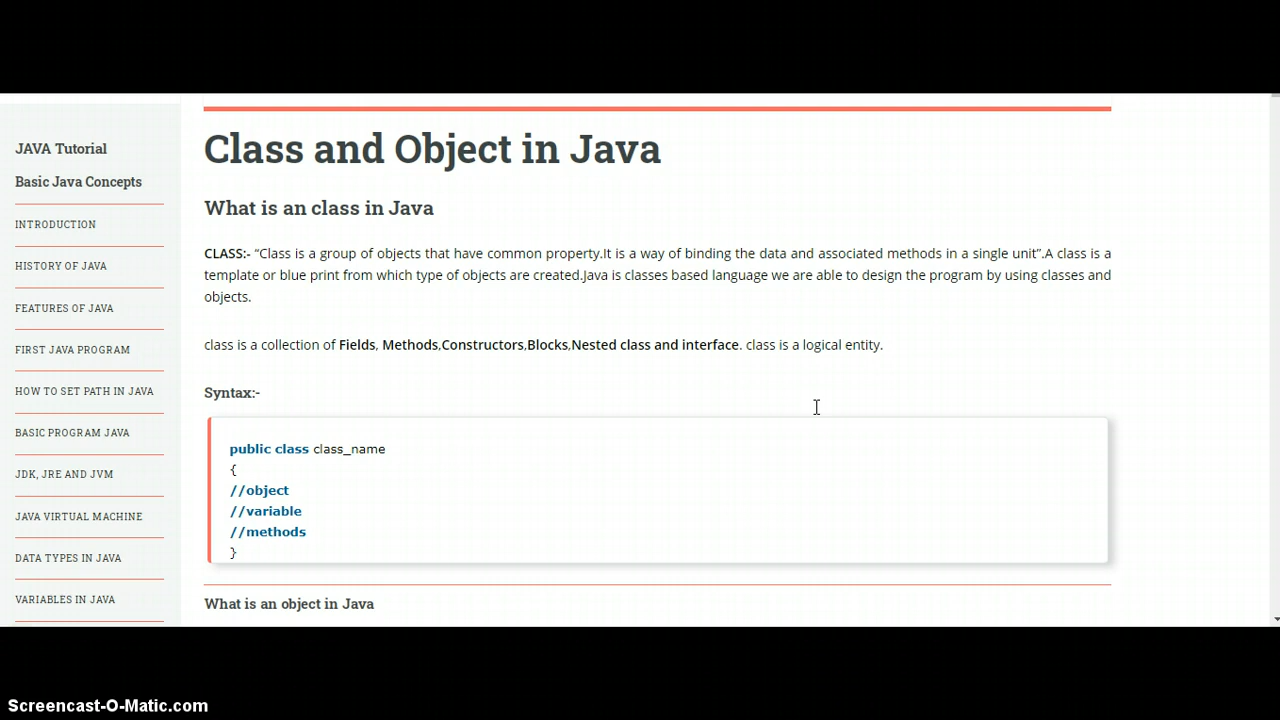 JAVA Tutorial
Basic Java Concepts
INTRODUCTION
HISTORY OF JAVA
FEATURES OF JAVA
FIRST JAVA PROGRAM
HOW TO SET PATH IN JAVA
BASIC PROGRAM JAVA
JDK, JRE AND JVM
JAVA VIRTUAL MACHINE
DATA TYPES IN JAVA
VARIABLES IN JAVA
Class and Object in Java
What is an class in Java
CLASS:- “Class is a group of objects that have common property.It is a way of binding the data and associated methods in a single unit”.A class is a
template or blue print from which type of objects are created.Java is classes based language we are able to design the program by using classes and
objects.
class is a collection of Fields, Methods,Constructors,Blocks,Nested class and interface. class is a logical entity.
Syntax:-
public class class_name
{
//object
//variable
//methods
}
What is an object in Java
Screencast-O-Matic.com